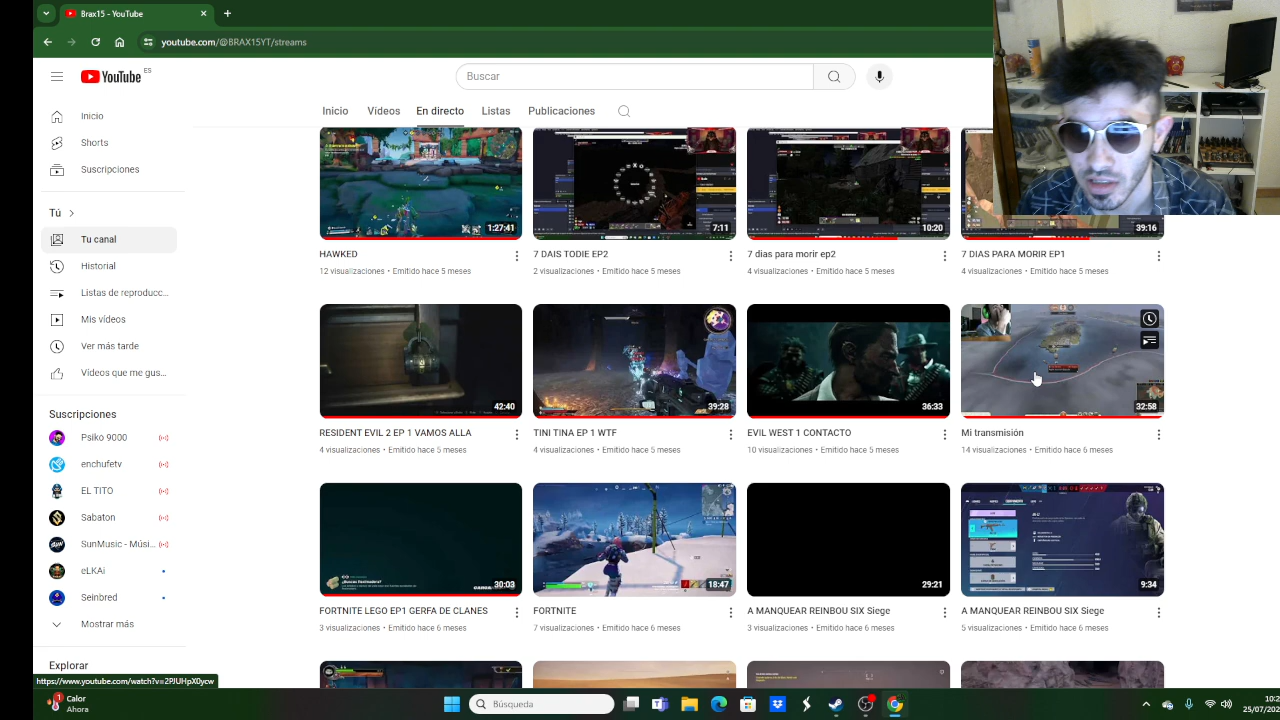 Brax15 - YouTube
youtube.com/@BRAX15YT/streams
YouTube ES
Buscar
Inicio
Shorts
Suscripciones
Tú
Tu canal
Historial
Listas de reproducc...
Mis vídeos
Ver más tarde
Vídeos que me gus...
Suscripciones
Psiko 9000
enchufetv
EL TITO
Sabaton
SunMusic - Músi...
eLKAi
Seinbred
Mostrar más
Explorar
Inicio Vídeos En directo Listas Publicaciones
1:27:41 7:11 10:20 39:16
HAWKED 7 DAIS TODIE EP2 7 dias para morir ep2 7 DIAS PARA MORIR EP1
12 visualizaciones • Emitido hace 5 meses 2 visualizaciones • Emitido hace 5 meses 4 visualizaciones • Emitido hace 5 meses 4 visualizaciones • Emitido hace 5 meses
42:40 39:28 36:33 32:58
RESIDENT EVIL 2 EP 1 VAMOS ALLA TINI TINA EP 1 WTF EVIL WEST 1 CONTACTO Mi transmisión
4 visualizaciones • Emitido hace 5 meses 4 visualizaciones • Emitido hace 5 meses 10 visualizaciones • Emitido hace 5 meses 14 visualizaciones • Emitido hace 6 meses
30:03 18:47 29:21 9:34
FORTNITE LEGO EP1 GERFA DE CLANES FORTNITE A MANQUEAR REINBOU SIX Siege A MANQUEAR REINBOU SIX Siege
3 visualizaciones • Emitido hace 6 meses 7 visualizaciones • Emitido hace 6 meses 3 visualizaciones • Emitido hace 6 meses 5 visualizaciones • Emitido hace 6 meses
https://www.youtube.com/watch?v=2PJUHpX0ycw
1 Calor
Ahora
Búsqueda
10:2
25/07/202